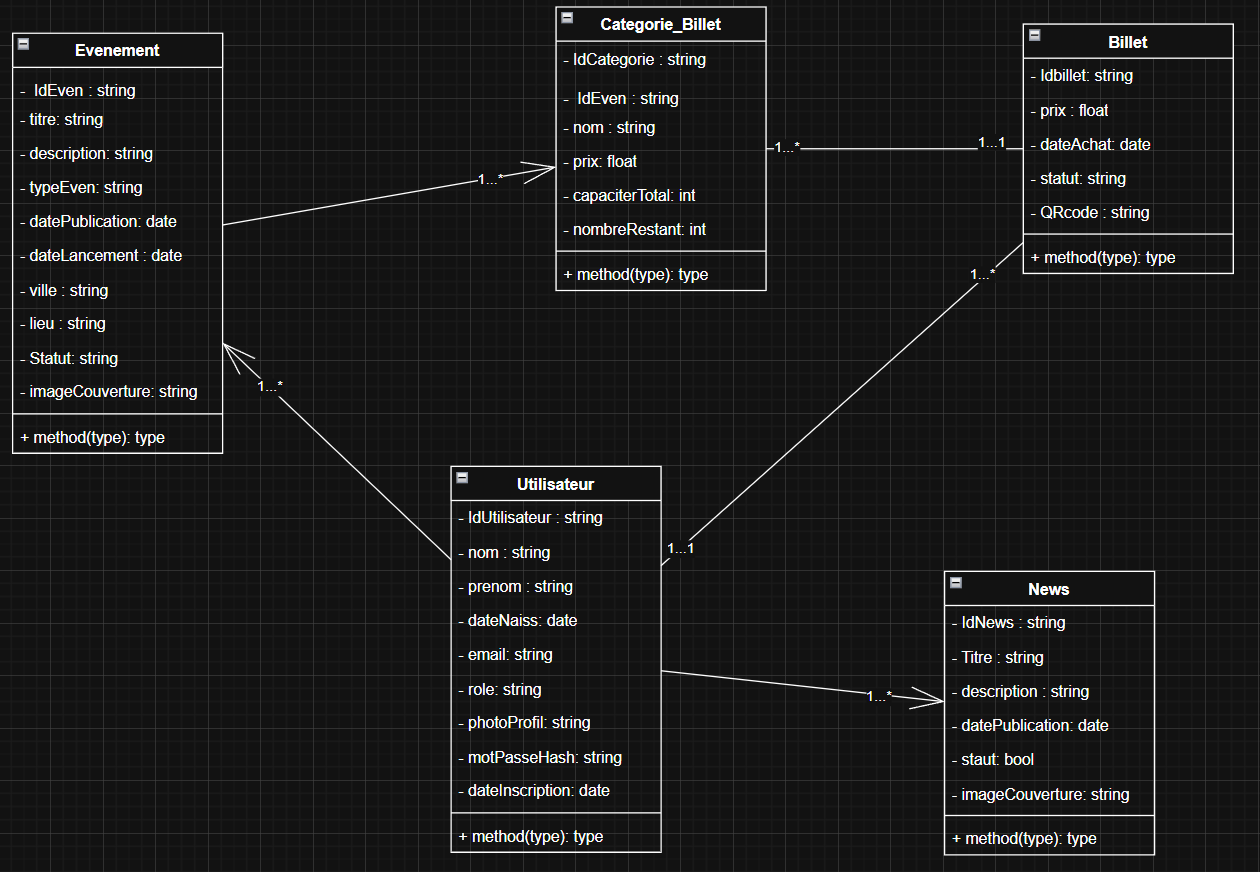 Evenement
- IdEven : string
- titre: string
- description: string
- typeEven: string
- datePublication: date
- dateLancement : date
- ville : string
- lieu : string
- Statut: string
- imageCouverture: string
+ method(type): type
1...*
1...*
Categorie_Billet
- IdCategorie : string
- IdEven : string
- nom : string
- prix: float
- capaciterTotal: int
- nombreRestant: int
+ method(type): type
1...*
1...1
Billet
- Idbillet: string
- prix : float
- dateAchat: date
- statut: string
- QRcode : string
+ method(type): type
1...*
1...1
Utilisateur
- IdUtilisateur : string
- nom : string
- prenom : string
- dateNaiss: date
- email: string
- role: string
- photoProfil: string
- motPasseHash: string
- dateInscription: date
+ method(type): type
1...*
News
- IdNews : string
- Titre : string
- description : string
- datePublication: date
- staut: bool
- imageCouverture: string
+ method(type): type